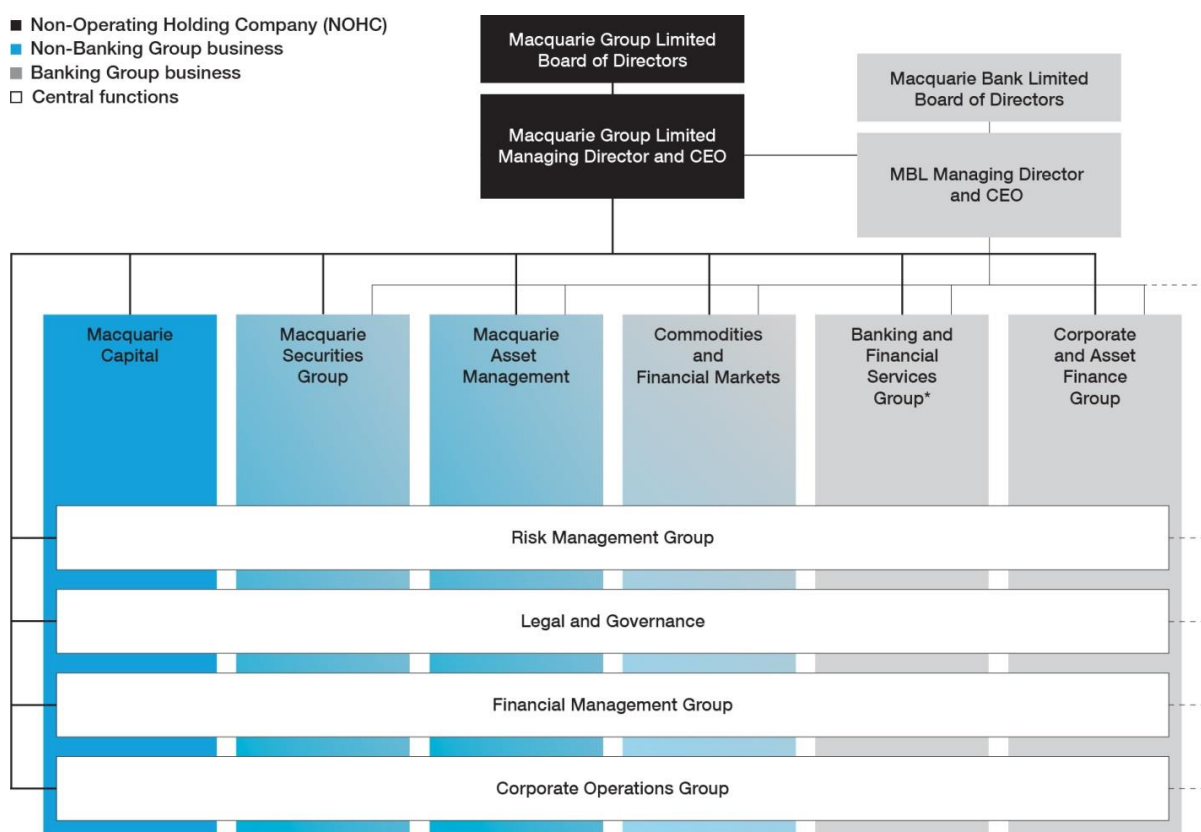 Non-Operating Holding Company (NOHC)
Non-Banking Group business
Banking Group business
Central functions
Macquarie Group Limited
Board of Directors
Macquarie Bank Limited
Board of Directors
Macquarie Group Limited
Managing Director and CEO
MBL Managing Director
and CEO
Macquarie
Capital
Macquarie
Securities
Group
Macquarie
Asset
Management
Commodities
and
Financial Markets
Banking and
Financial
Services
Group*
Corporate
and Asset
Finance
Group
Risk Management Group
Legal and Governance
Financial Management Group
Corporate Operations Group